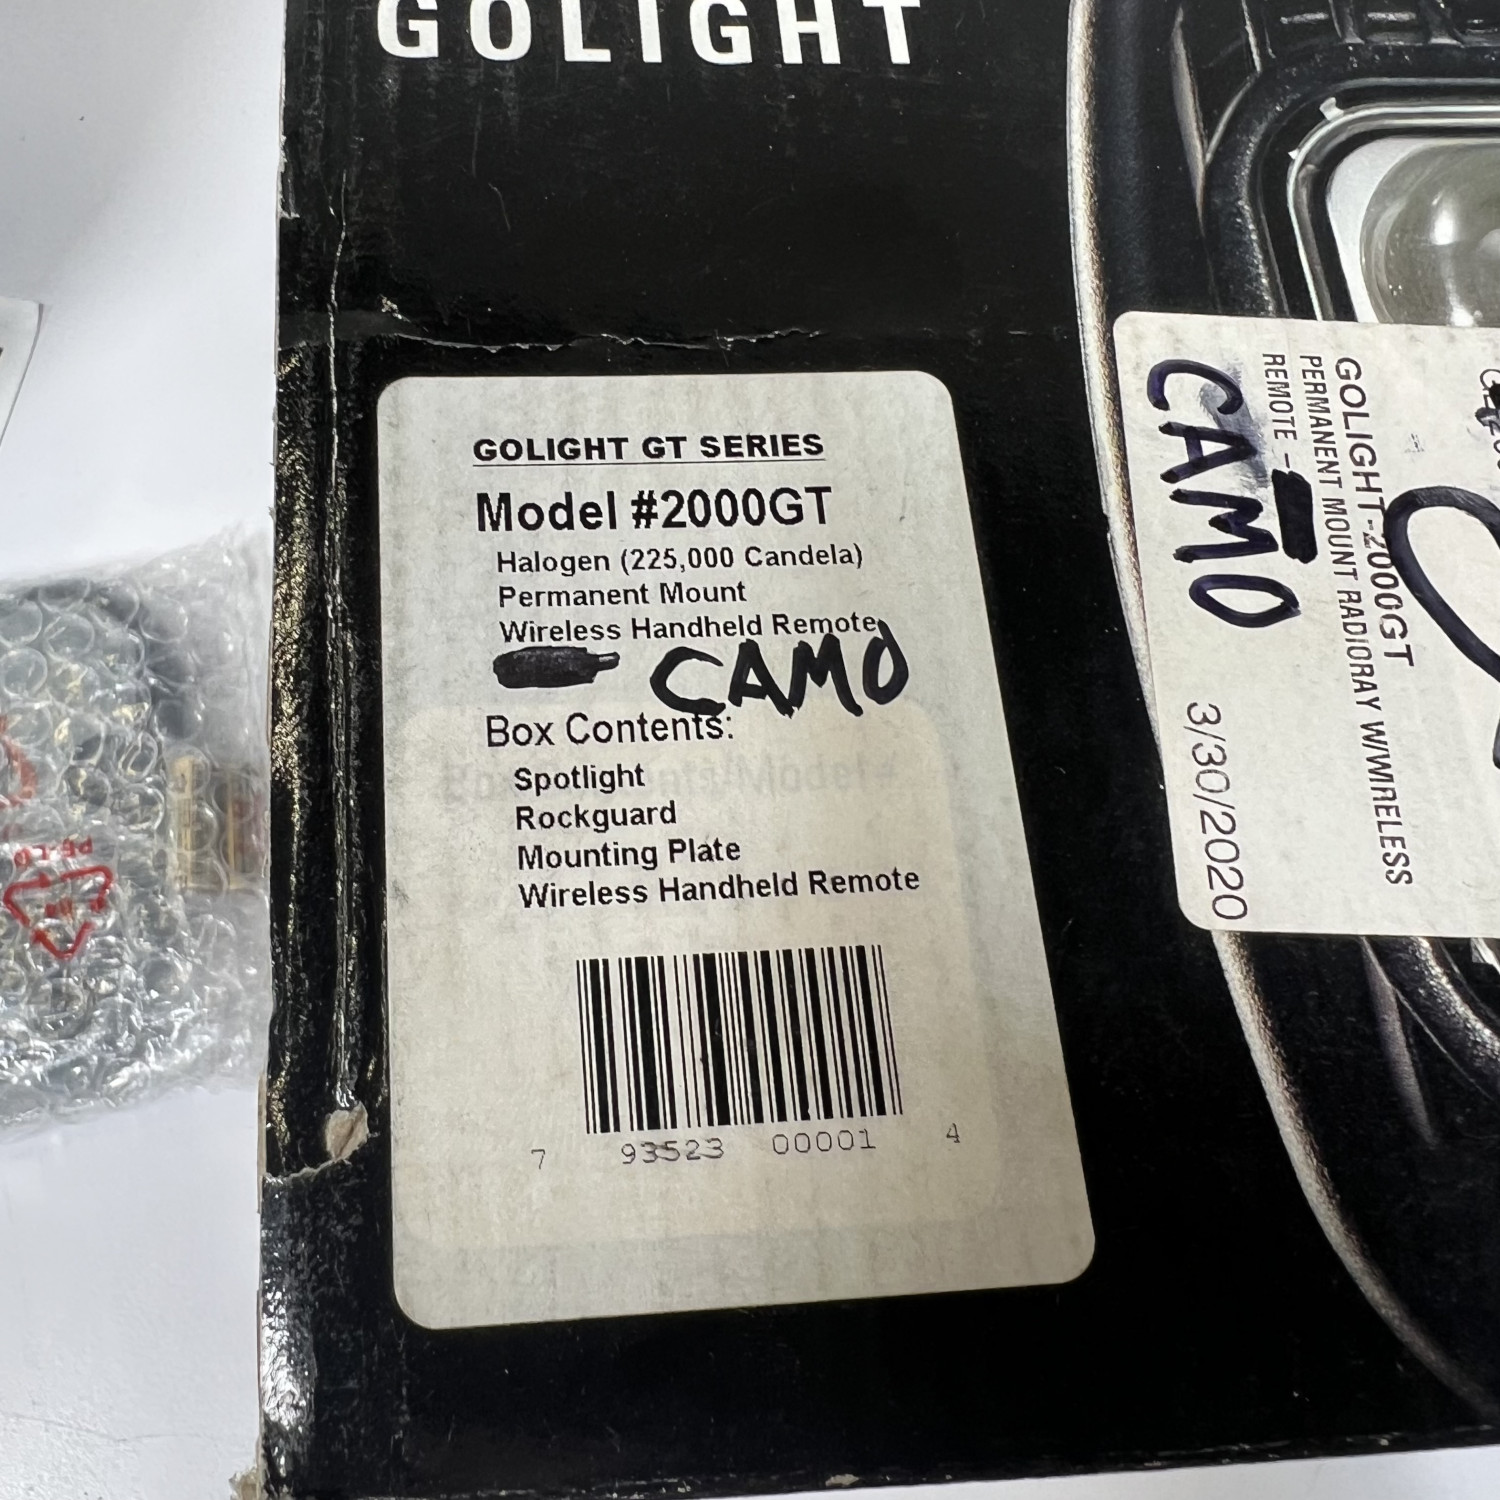 GOLIGHT
GOLIGHT GT SERIES
Model #2000GT
Halogen (225,000 Candela)
Permanent Mount
Wireless Handheld Remote
CAMO
Box Contents:
Spotlight
Rockguard
Mounting Plate
Wireless Handheld Remote
7 93523 00001 4
GOLIGHT-2000GT
PERMANENT MOUNT RADIORAY W/WIRELESS
REMOTE -
CAMO
3/30/2020